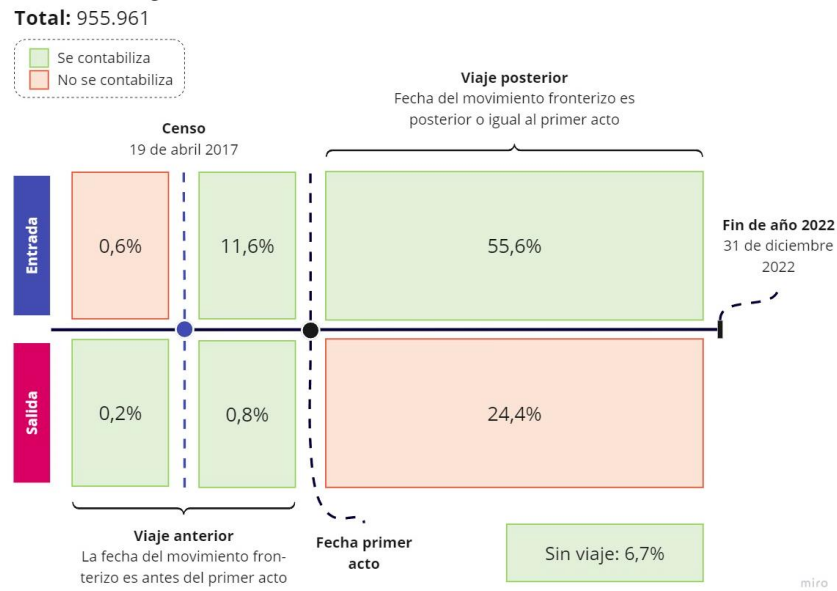 Total: 955.961
Se contabiliza
No se contabiliza
Viaje posterior
Fecha del movimiento fronterizo es
posterior o igual al primer acto
Censo
19 de abril 2017
Entrada
0,6%
11,6%
55,6%
Fin de año 2022
31 de diciembre
2022
Salida
0,2%
0,8%
24,4%
Viaje anterior
La fecha del movimiento fron-
terizo es antes del primer acto
Fecha primer
acto
Sin viaje: 6,7%
miro